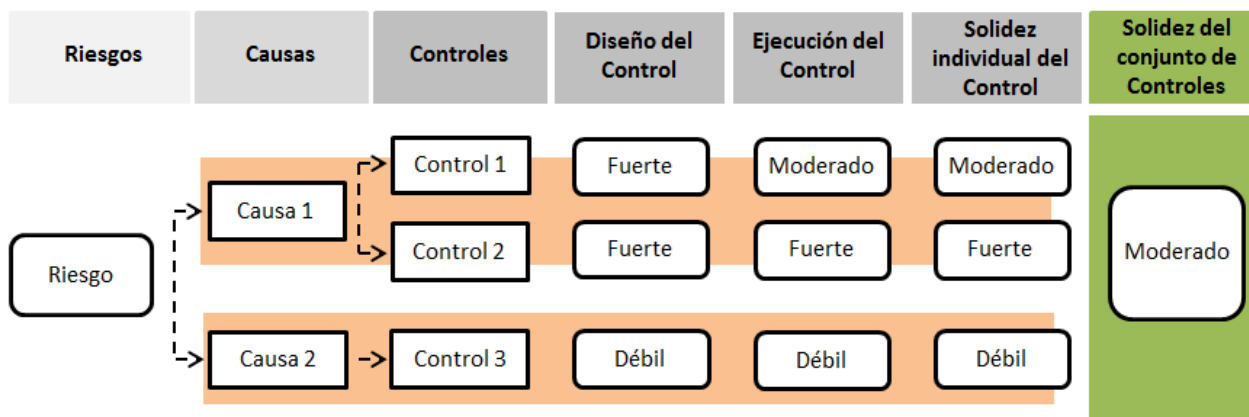 Riesgos
Causas
Controles
Diseño del
Control
Ejecución del
Control
Solidez
individual del
Control
Solidez del
conjunto de
Controles
Riesgo
Causa 1
Control 1
Fuerte
Moderado
Moderado
Control 2
Fuerte
Fuerte
Fuerte
Causa 2
Control 3
Débil
Débil
Débil
Moderado